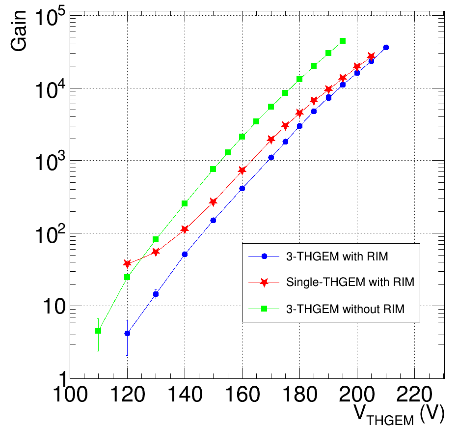 Gain
10^5
10^4
10^3
10^2
10
1
3-THGEM with RIM
Single-THGEM with RIM
3-THGEM without RIM
100 120 140 160 180 200 220
V_THGEM (V)